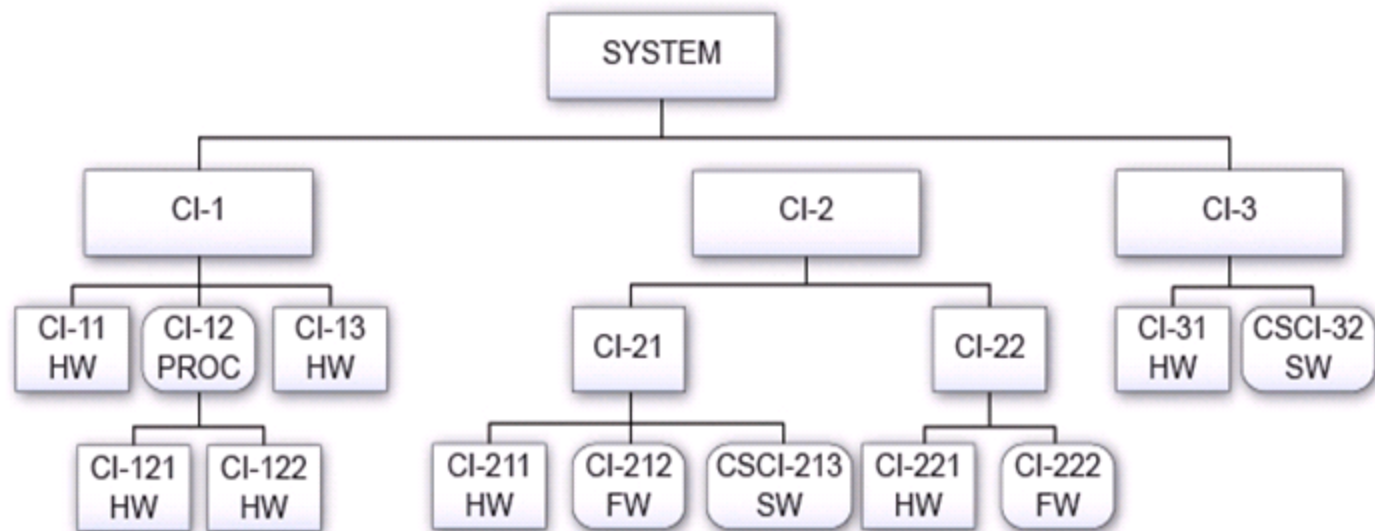 SYSTEM
CI-1
CI-2
CI-3
CI-11
HW
CI-12
PROC
CI-13
HW
CI-21
CI-22
CI-31
HW
CSCI-32
SW
CI-121
HW
CI-122
HW
CI-211
HW
CI-212
FW
CSCI-213
SW
CI-221
HW
CI-222
FW